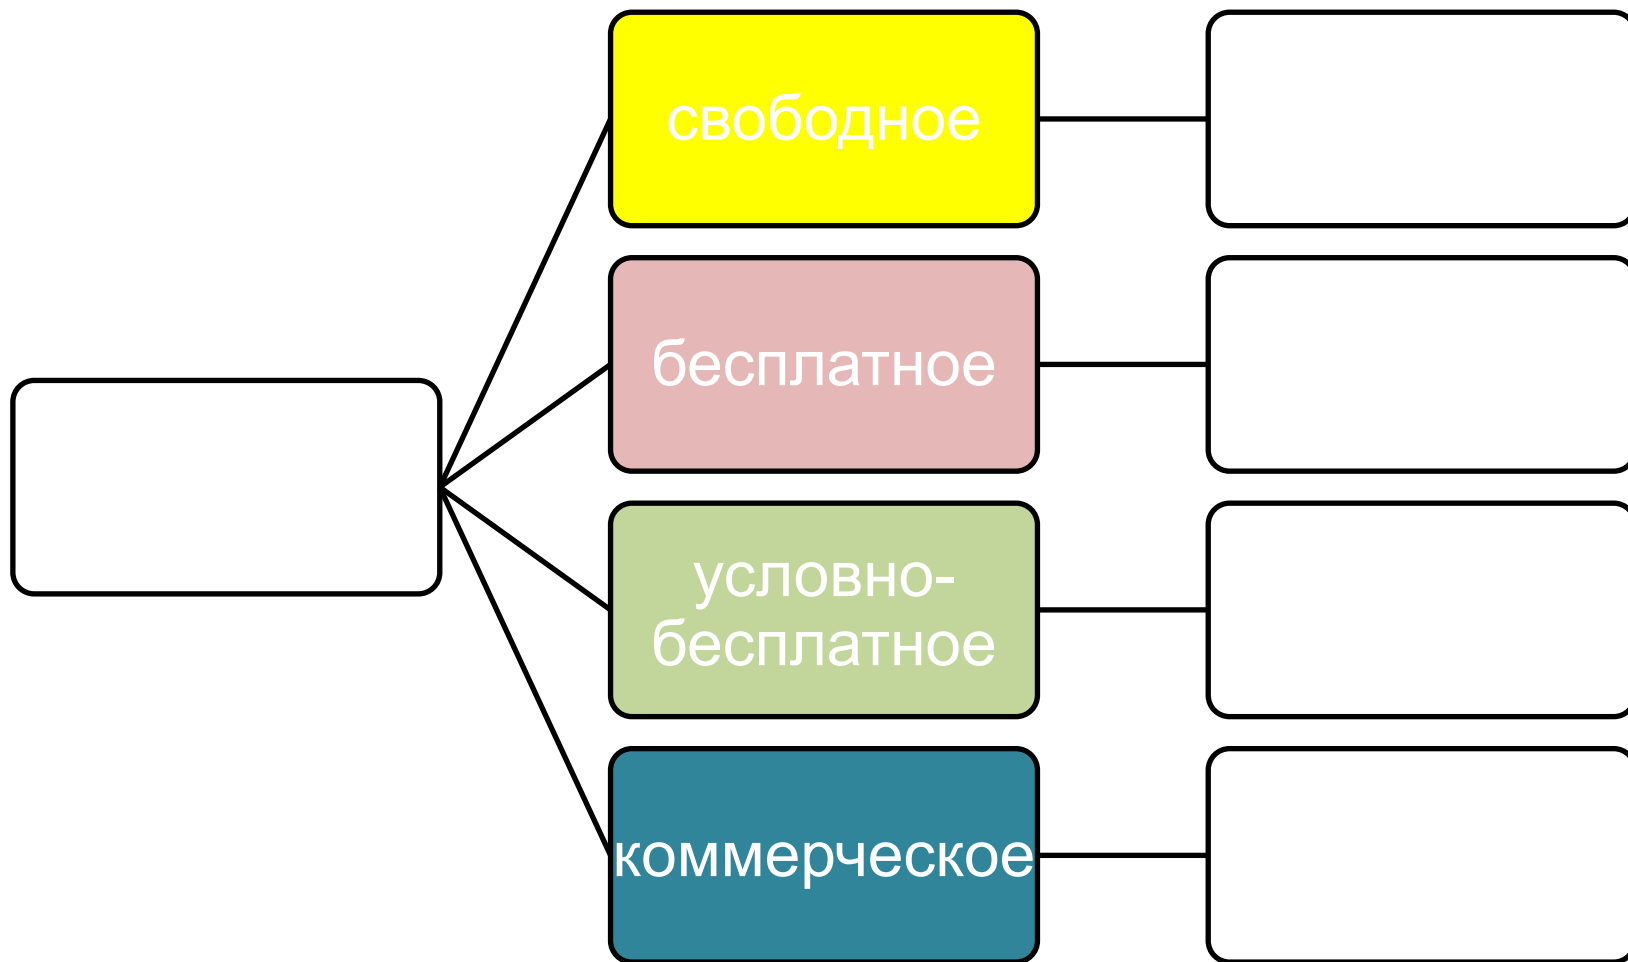 свободное
бесплатное
условно-
бесплатное
коммерческое